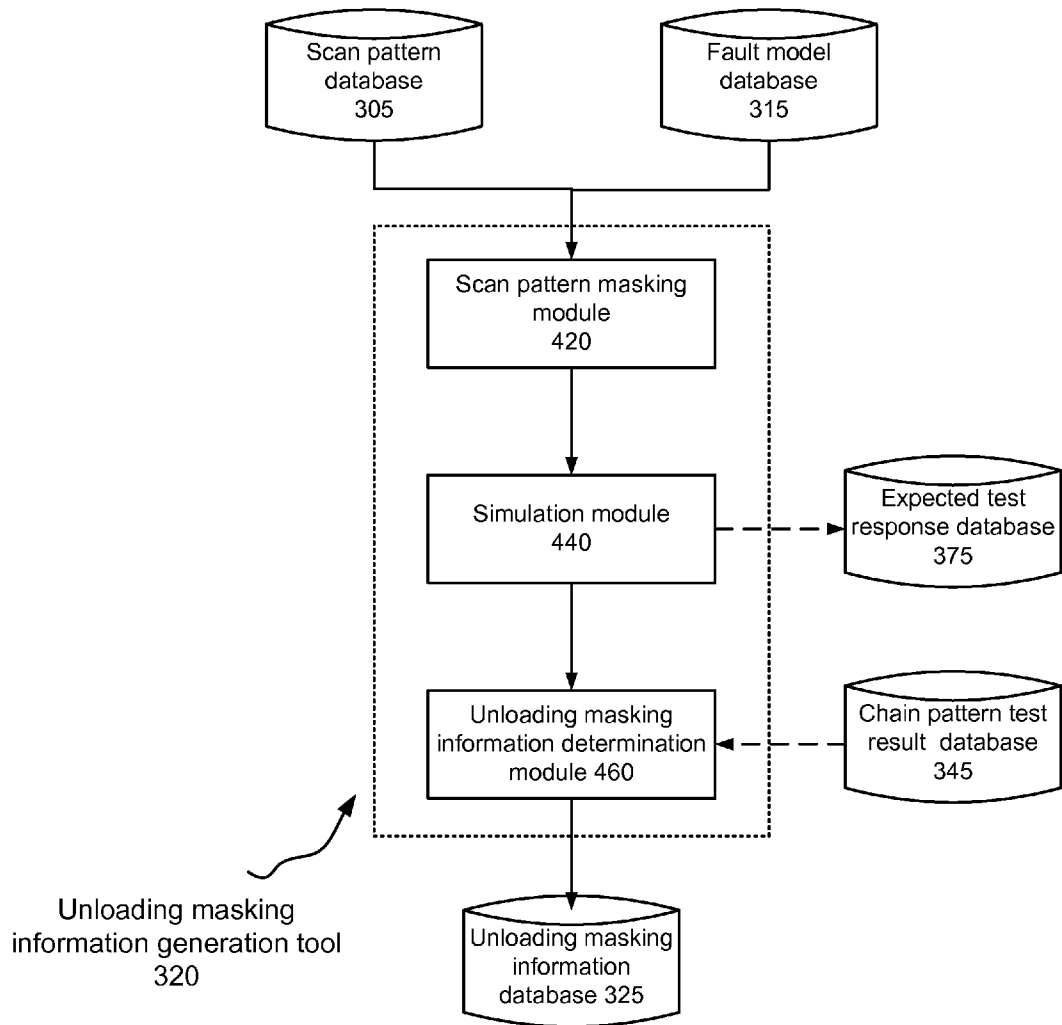 Scan pattern
database
305
Fault model
database
315
Scan pattern masking
module
420
Simulation module
440
Expected test
response database
375
Unloading masking
information determination
module 460
Chain pattern test
result database
345
Unloading masking
information generation tool
320
Unloading masking
information
database 325